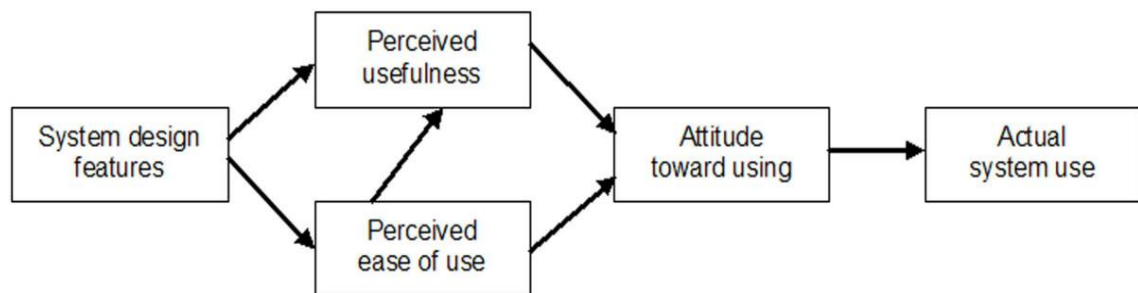 Perceived
usefulness
System design
features
Attitude
toward using
Actual
system use
Perceived
ease of use